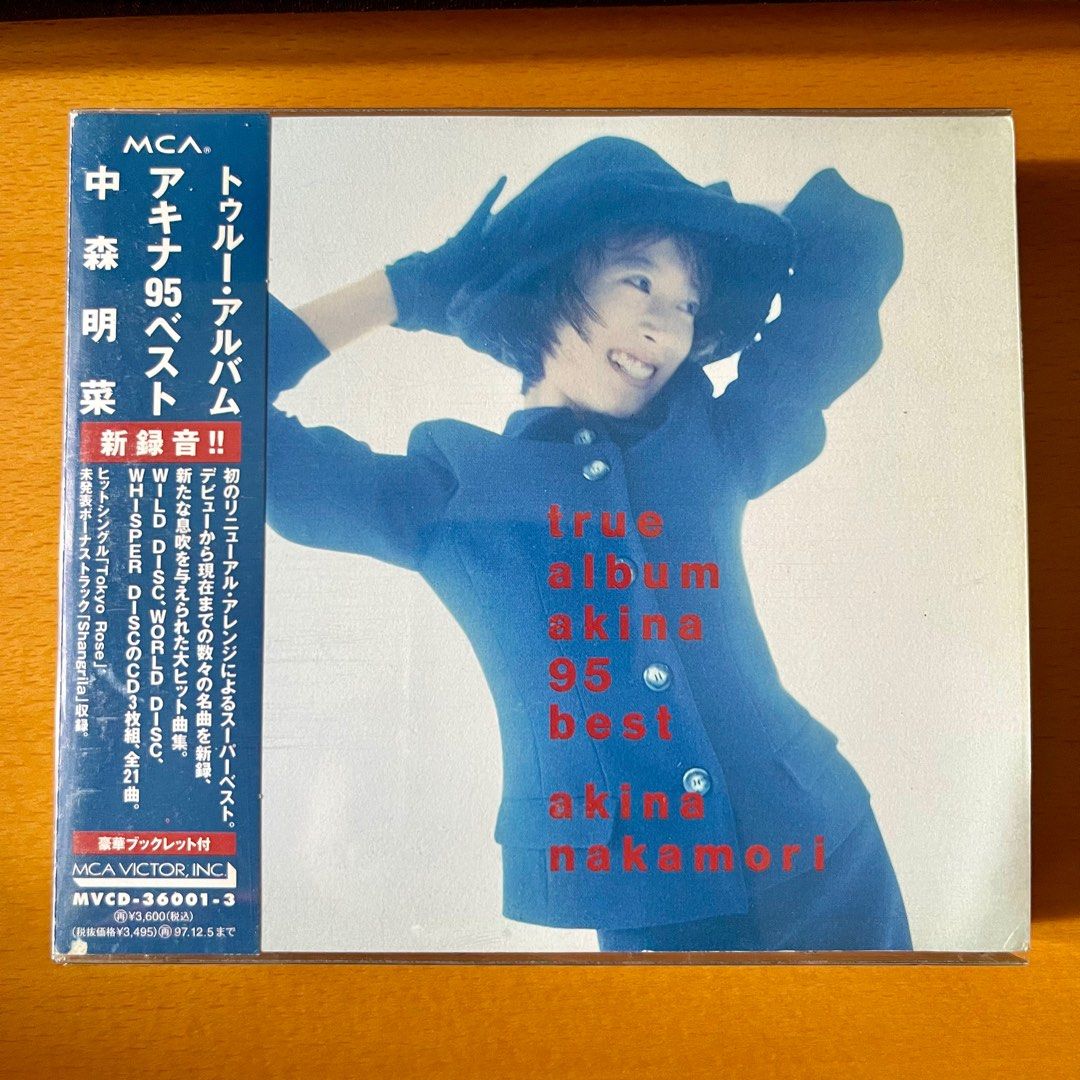 MCA®
トゥルー・アルバム
アキナ95ベスト
中森明菜
新録音!!
初のリニューアル・アレンジによるスーパーベスト。
デビューから現在までの数々の名曲を新録、
新たな息吹を与えられた大ヒット曲集。
WILD DISC、WORLD DISC、
WHISPER DISCのCD3枚組、全21曲。
ヒットシングル「Tokyo Rose」、
未発表ボーナストラック「Shangrila」収録。
豪華ブックレット付
MCA VICTOR, INC.
MVCD-36001-3
再¥3,600(税込)
(税抜価格¥3,495)再97.12.5まで
true
album
akina
95
best
akina
nakamori